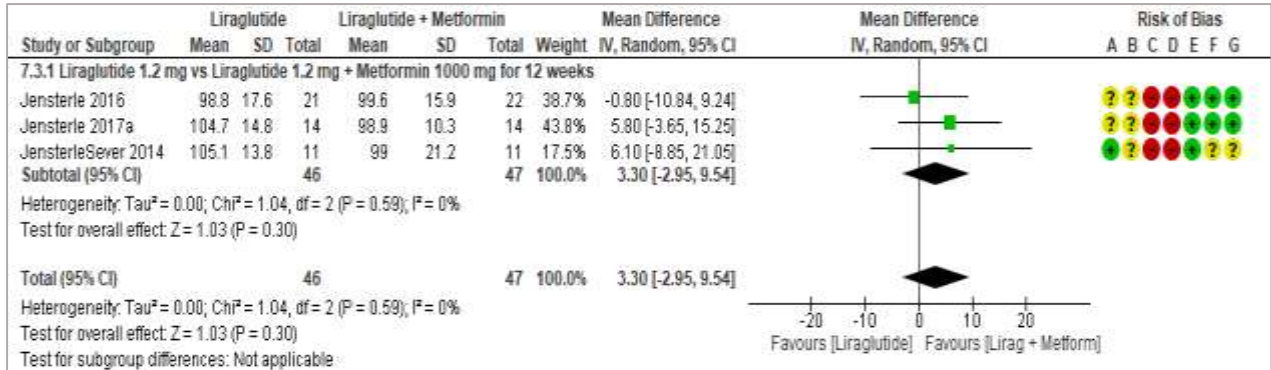 Liraglutide Liraglutide + Metformin Mean Difference Mean Difference Risk of Bias
Study or Subgroup Mean SD Total Mean SD Total Weight IV, Random, 95% CI IV, Random, 95% CI A B C D E F G
7.3.1 Liraglutide 1.2 mg vs Liraglutide 1.2 mg + Metformin 1000 mg for 12 weeks
Jensterle 2016 98.8 17.6 21 99.6 15.9 22 38.7% -0.80 [-10.84, 9.24] ? ? - - + + +
Jensterle 2017a 104.7 14.8 14 98.9 10.3 14 43.8% 5.80 [-3.65, 15.25] ? ? - - + + +
JensterleSever 2014 105.1 13.8 11 99 21.2 11 17.5% 6.10 [-8.85, 21.05] + ? - - + ? ?
Subtotal (95% CI) 46 47 100.0% 3.30 [-2.95, 9.54]
Heterogeneity: Tau² = 0.00; Chi² = 1.04, df = 2 (P = 0.59); I² = 0%
Test for overall effect: Z = 1.03 (P = 0.30)
Total (95% CI) 46 47 100.0% 3.30 [-2.95, 9.54]
Heterogeneity: Tau² = 0.00; Chi² = 1.04, df = 2 (P = 0.59); I² = 0%
-20 -10 0 10 20
Test for overall effect: Z = 1.03 (P = 0.30)
Favours [Liraglutide] Favours [Lirag + Metform]
Test for subgroup differences: Not applicable